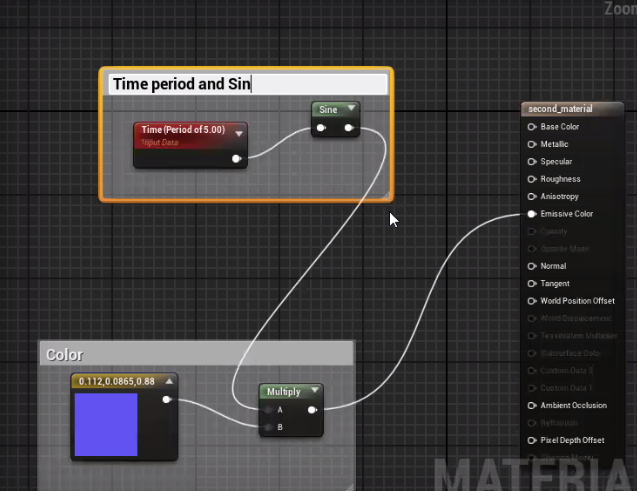 Zoom
Time period and Sin
Sine
Time (Period of 5.00)
Input Data
second_material
Base Color
Metallic
Specular
Roughness
Anisotropy
Emissive Color
Opacity
Opacity Mask
Normal
Tangent
World Position Offset
World Displacement
Tessellation Multiplier
Subsurface Color
Custom Data 0
Custom Data 1
Ambient Occlusion
Refraction
Pixel Depth Offset
Color
0.112,0.0865,0.88
Multiply
A
B
MATERIA